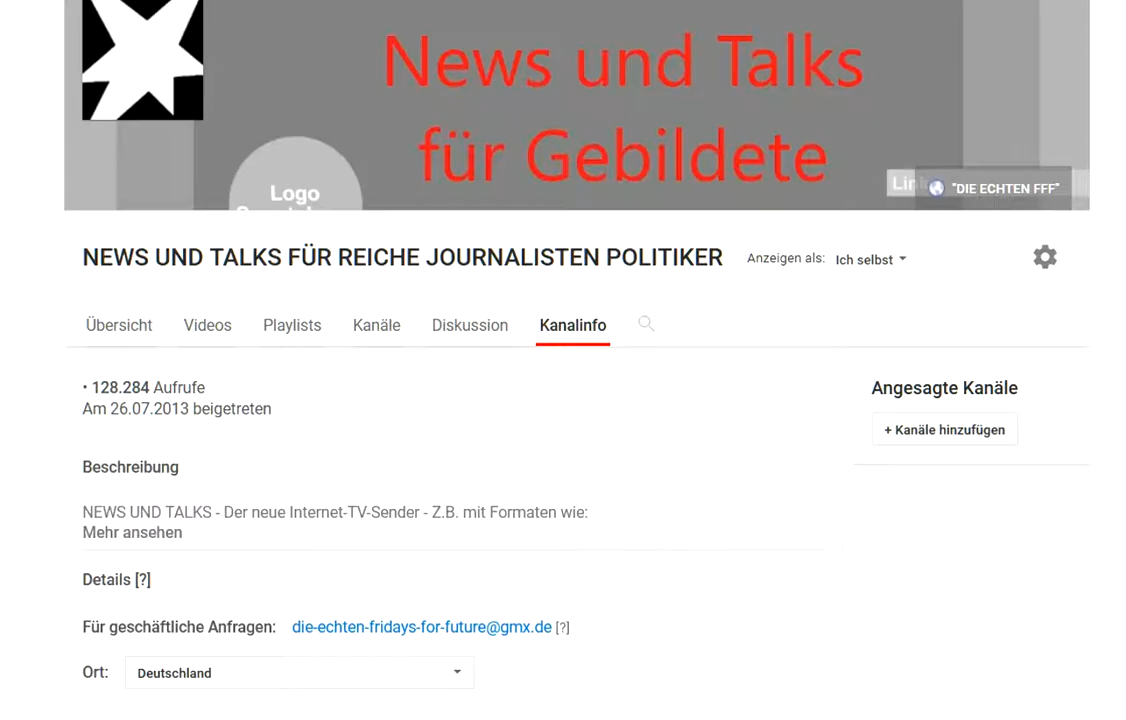 News und Talks
für Gebildete
Logo
"DIE ECHTEN FFF"
NEWS UND TALKS FÜR REICHE JOURNALISTEN POLITIKER
Anzeigen als: Ich selbst
Übersicht Videos Playlists Kanäle Diskussion Kanalinfo
• 128.284 Aufrufe
Am 26.07.2013 beigetreten
Angesagte Kanäle
+ Kanäle hinzufügen
Beschreibung
NEWS UND TALKS - Der neue Internet-TV-Sender - Z.B. mit Formaten wie:
Mehr ansehen
Details [?]
Für geschäftliche Anfragen: die-echten-fridays-for-future@gmx.de [?]
Ort: Deutschland